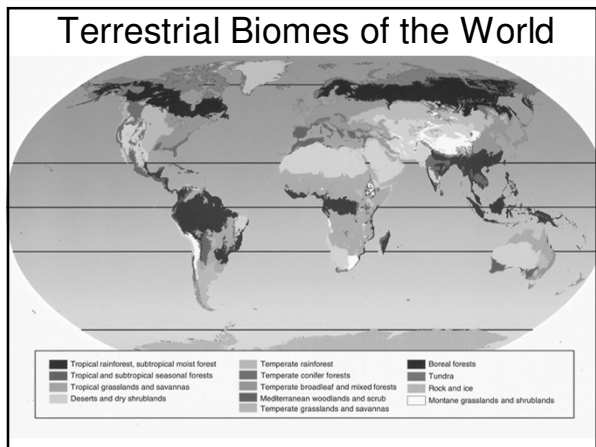 Terrestrial Biomes of the World
Tropical rainforest, subtropical moist forest
Tropical and subtropical seasonal forests
Tropical grasslands and savannas
Deserts and dry shrublands
Temperate rainforest
Temperate conifer forests
Temperate broadleaf and mixed forests
Mediterranean woodlands and scrub
Temperate grasslands and savannas
Boreal forests
Tundra
Rock and ice
Montane grasslands and shrublands